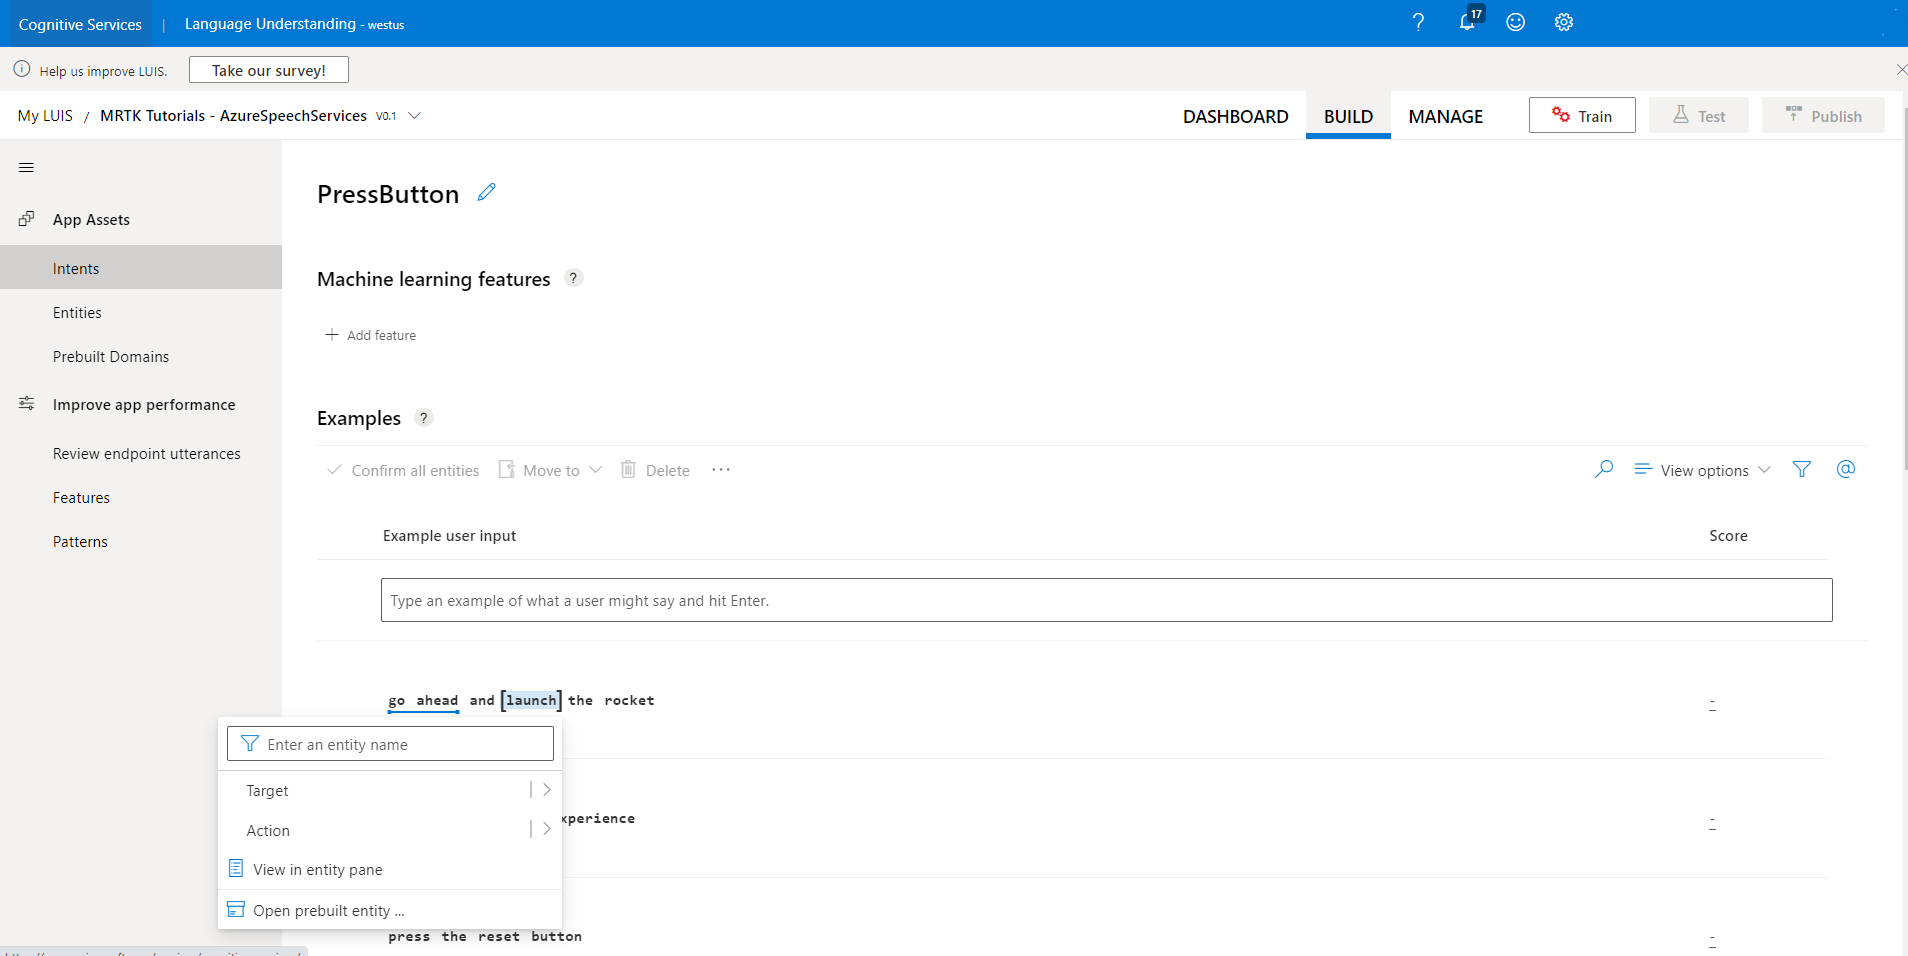 Cognitive Services | Language Understanding - westus ? 17
Help us improve LUIS. Take our survey!
My LUIS / MRTK Tutorials - AzureSpeechServices V0.1 DASHBOARD BUILD MANAGE Train Test Publish
PressButton
App Assets
Intents
Machine learning features ?
Entities
Add feature
Prebuilt Domains
Improve app performance
Examples ?
Review endpoint utterances
Confirm all entities Move to Delete ... View options @
Features
Patterns
Example user input Score
Type an example of what a user might say and hit Enter.
go ahead and [launch] the rocket -
Enter an entity name
Target
xperience -
Action
View in entity pane
Open prebuilt entity ...
press the reset button -